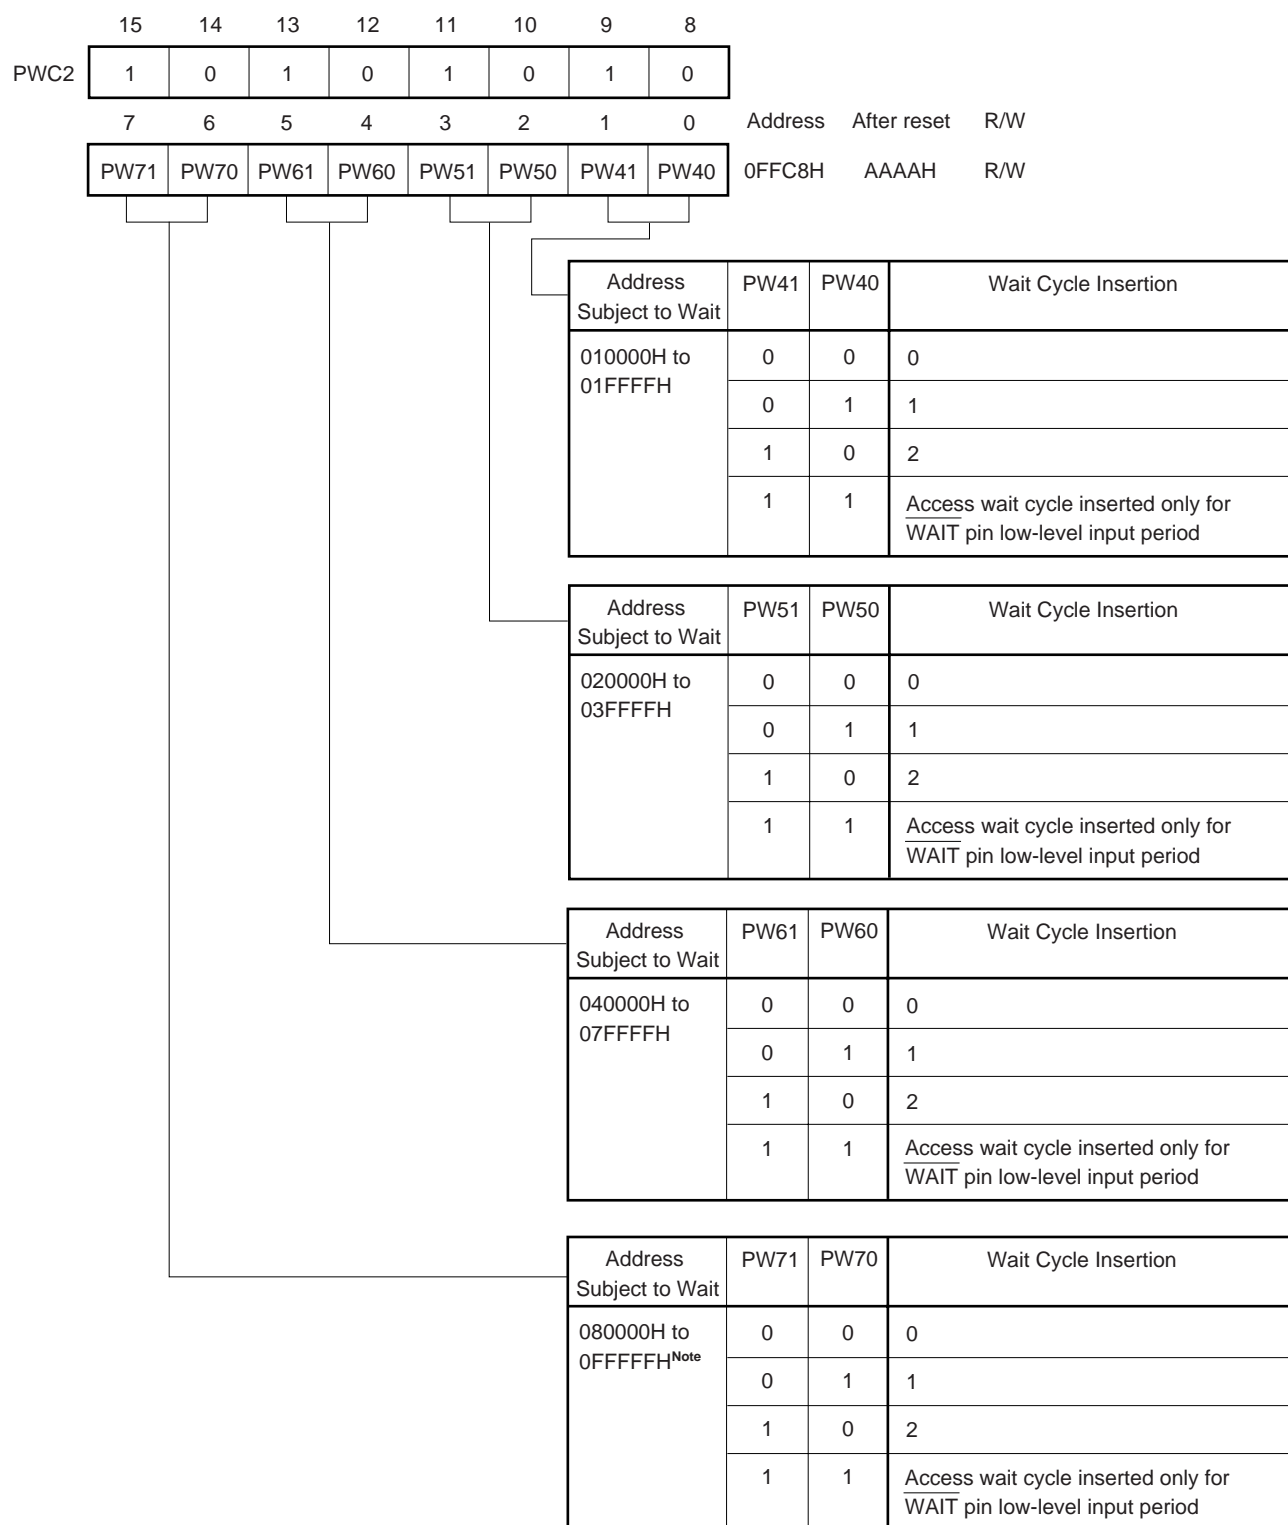 15 14 13 12 11 10 9 8
PWC2 1 0 1 0 1 0 1 0
7 6 5 4 3 2 1 0 Address After reset R/W
PW71 PW70 PW61 PW60 PW51 PW50 PW41 PW40 0FFC8H AAAAH R/W
Address PW41 PW40 Wait Cycle Insertion
Subject to Wait
010000H to 0 0 0
01FFFFH
0 1 1
1 0 2
1 1 Access wait cycle inserted only for
WAIT pin low-level input period
Address PW51 PW50 Wait Cycle Insertion
Subject to Wait
020000H to 0 0 0
03FFFFH
0 1 1
1 0 2
1 1 Access wait cycle inserted only for
WAIT pin low-level input period
Address PW61 PW60 Wait Cycle Insertion
Subject to Wait
040000H to 0 0 0
07FFFFH
0 1 1
1 0 2
1 1 Access wait cycle inserted only for
WAIT pin low-level input period
Address PW71 PW70 Wait Cycle Insertion
Subject to Wait
080000H to 0 0 0
0FFFFFH Note
0 1 1
1 0 2
1 1 Access wait cycle inserted only for
WAIT pin low-level input period